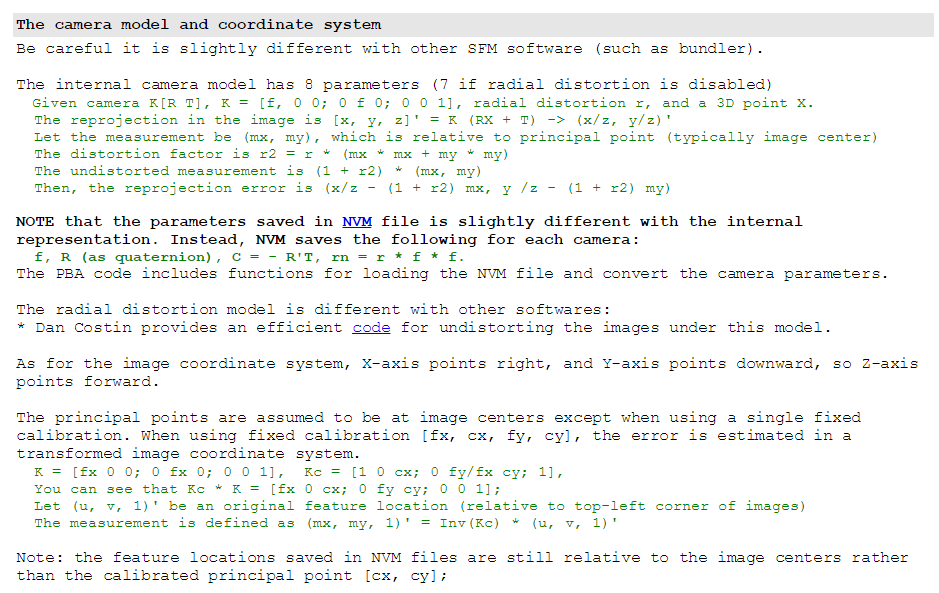 The camera model and coordinate system
Be careful it is slightly different with other SFM software (such as bundler).
The internal camera model has 8 parameters (7 if radial distortion is disabled)
Given camera K[R T], K = [f, 0 0; 0 f 0; 0 0 1], radial distortion r, and a 3D point X.
The reprojection in the image is [x, y, z]' = K (RX + T) -> (x/z, y/z)'
Let the measurement be (mx, my), which is relative to principal point (typically image center)
The distortion factor is r2 = r * (mx * mx + my * my)
The undistorted measurement is (1 + r2) * (mx, my)
Then, the reprojection error is (x/z - (1 + r2) mx, y /z - (1 + r2) my)
NOTE that the parameters saved in NVM file is slightly different with the internal
representation. Instead, NVM saves the following for each camera:
f, R (as quaternion), C = - R'T, rn = r * f * f.
The PBA code includes functions for loading the NVM file and convert the camera parameters.
The radial distortion model is different with other softwares:
* Dan Costin provides an efficient code for undistorting the images under this model.
As for the image coordinate system, X-axis points right, and Y-axis points downward, so Z-axis
points forward.
The principal points are assumed to be at image centers except when using a single fixed
calibration. When using fixed calibration [fx, cx, fy, cy], the error is estimated in a
transformed image coordinate system.
K = [fx 0 0; 0 fx 0; 0 0 1], Kc = [1 0 cx; 0 fy/fx cy; 1],
You can see that Kc * K = [fx 0 cx; 0 fy cy; 0 0 1];
Let (u, v, 1)' be an original feature location (relative to top-left corner of images)
The measurement is defined as (mx, my, 1)' = Inv(Kc) * (u, v, 1)'
Note: the feature locations saved in NVM files are still relative to the image centers rather
than the calibrated principal point [cx, cy];